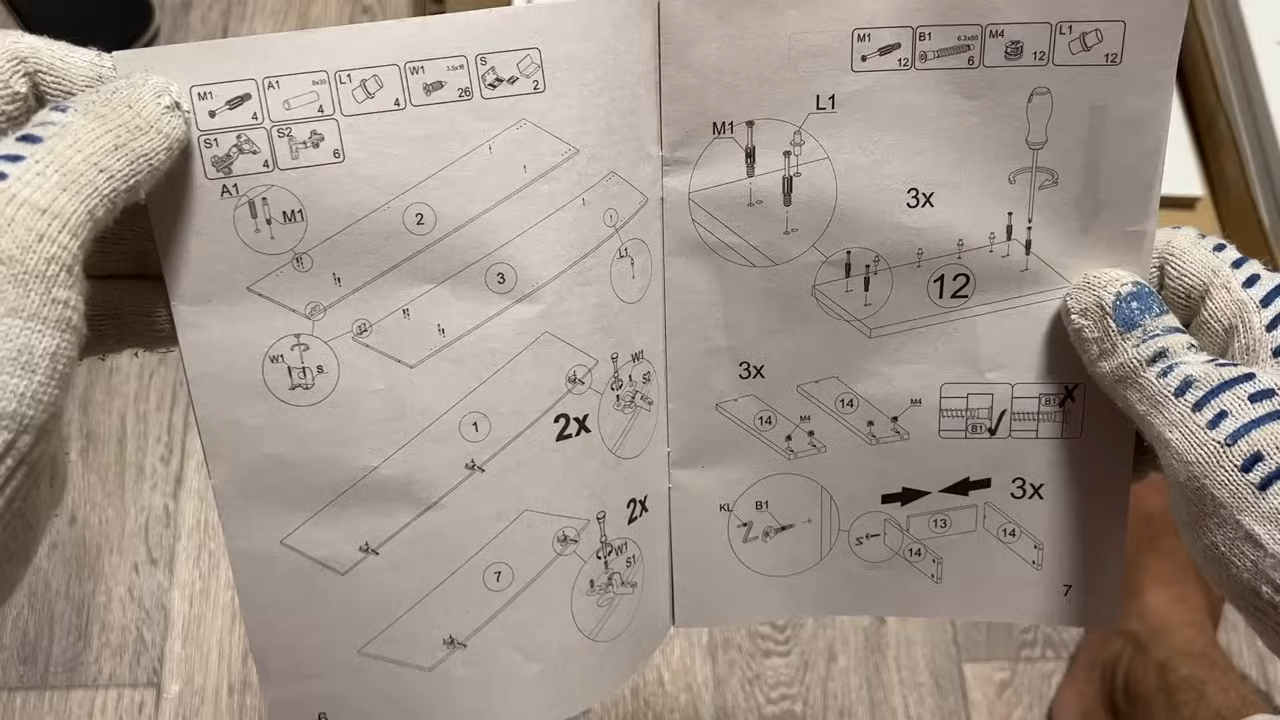 M1 4
A1 8x30 4
L1 4
W1 3.5x16 26
S 2
S1 4
S2 6
A1
M1
2
3
1
L1
W1
S
1
2x
W1
S2
7
2x
W1
S1
6
M1 12
B1 6.3x50 6
M4 12
L1 12
M1
L1
3x
12
3x
14
M4
14
M4
B1
B1
KL
B1
3x
14
13
14
7